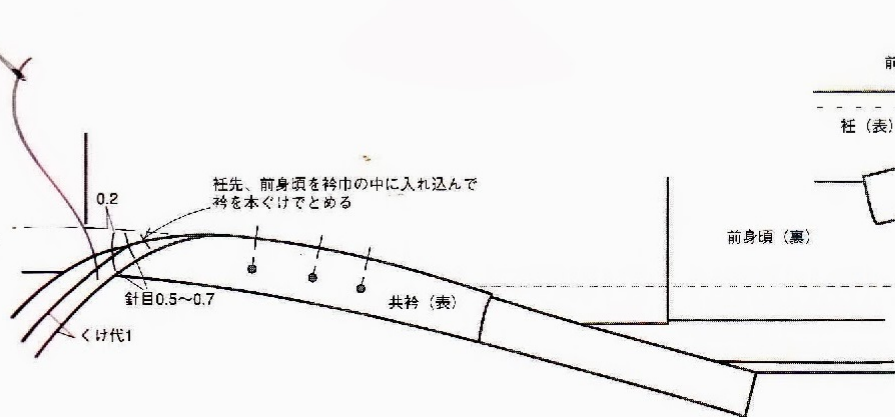 前
衽（表）
衽先、前身頃を衿巾の中に入れ込んで
衿を本ぐけでとめる
0.2
前身頃（裏）
針目0.5〜0.7
共衿（表）
くけ代1